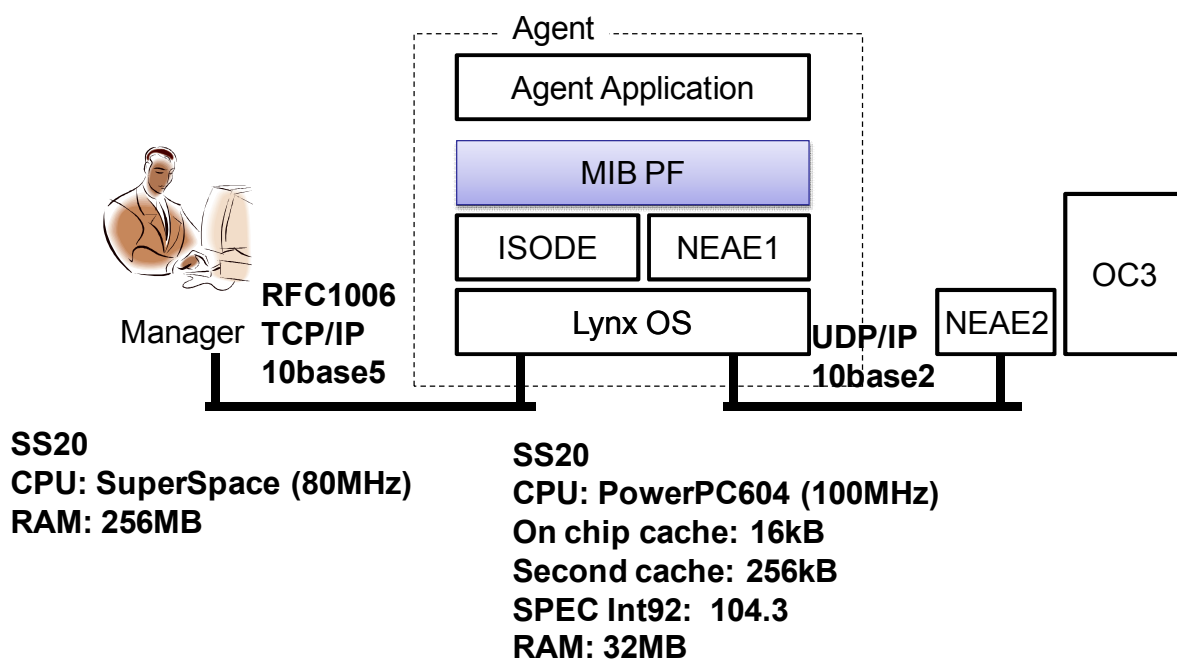 Agent
Agent Application
MIB PF
ISODE
NEAE1
OC3
RFC1006
Manager
TCP/IP
10base5
Lynx OS
UDP/IP
10base2
NEAE2
SS20
CPU: SuperSpace (80MHz)
RAM: 256MB
SS20
CPU: PowerPC604 (100MHz)
On chip cache: 16kB
Second cache: 256kB
SPEC Int92: 104.3
RAM: 32MB